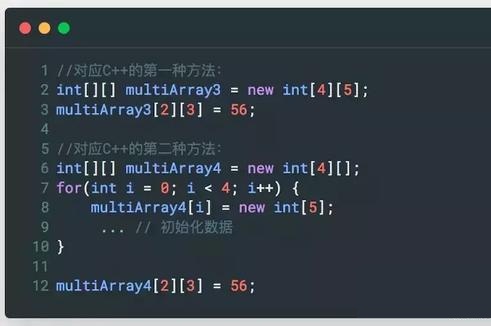 1 //对应C++的第一种方法:
2 int[][] multiArray3 = new int[4][5];
3 multiArray3[2][3] = 56;
4
5 //对应C++的第二种方法:
6 int[][] multiArray4 = new int[4][];
7 for(int i = 0; i < 4; i++) {
8     multiArray4[i] = new int[5];
9      ... // 初始化数据
10 }
11
12 multiArray4[2][3] = 56;